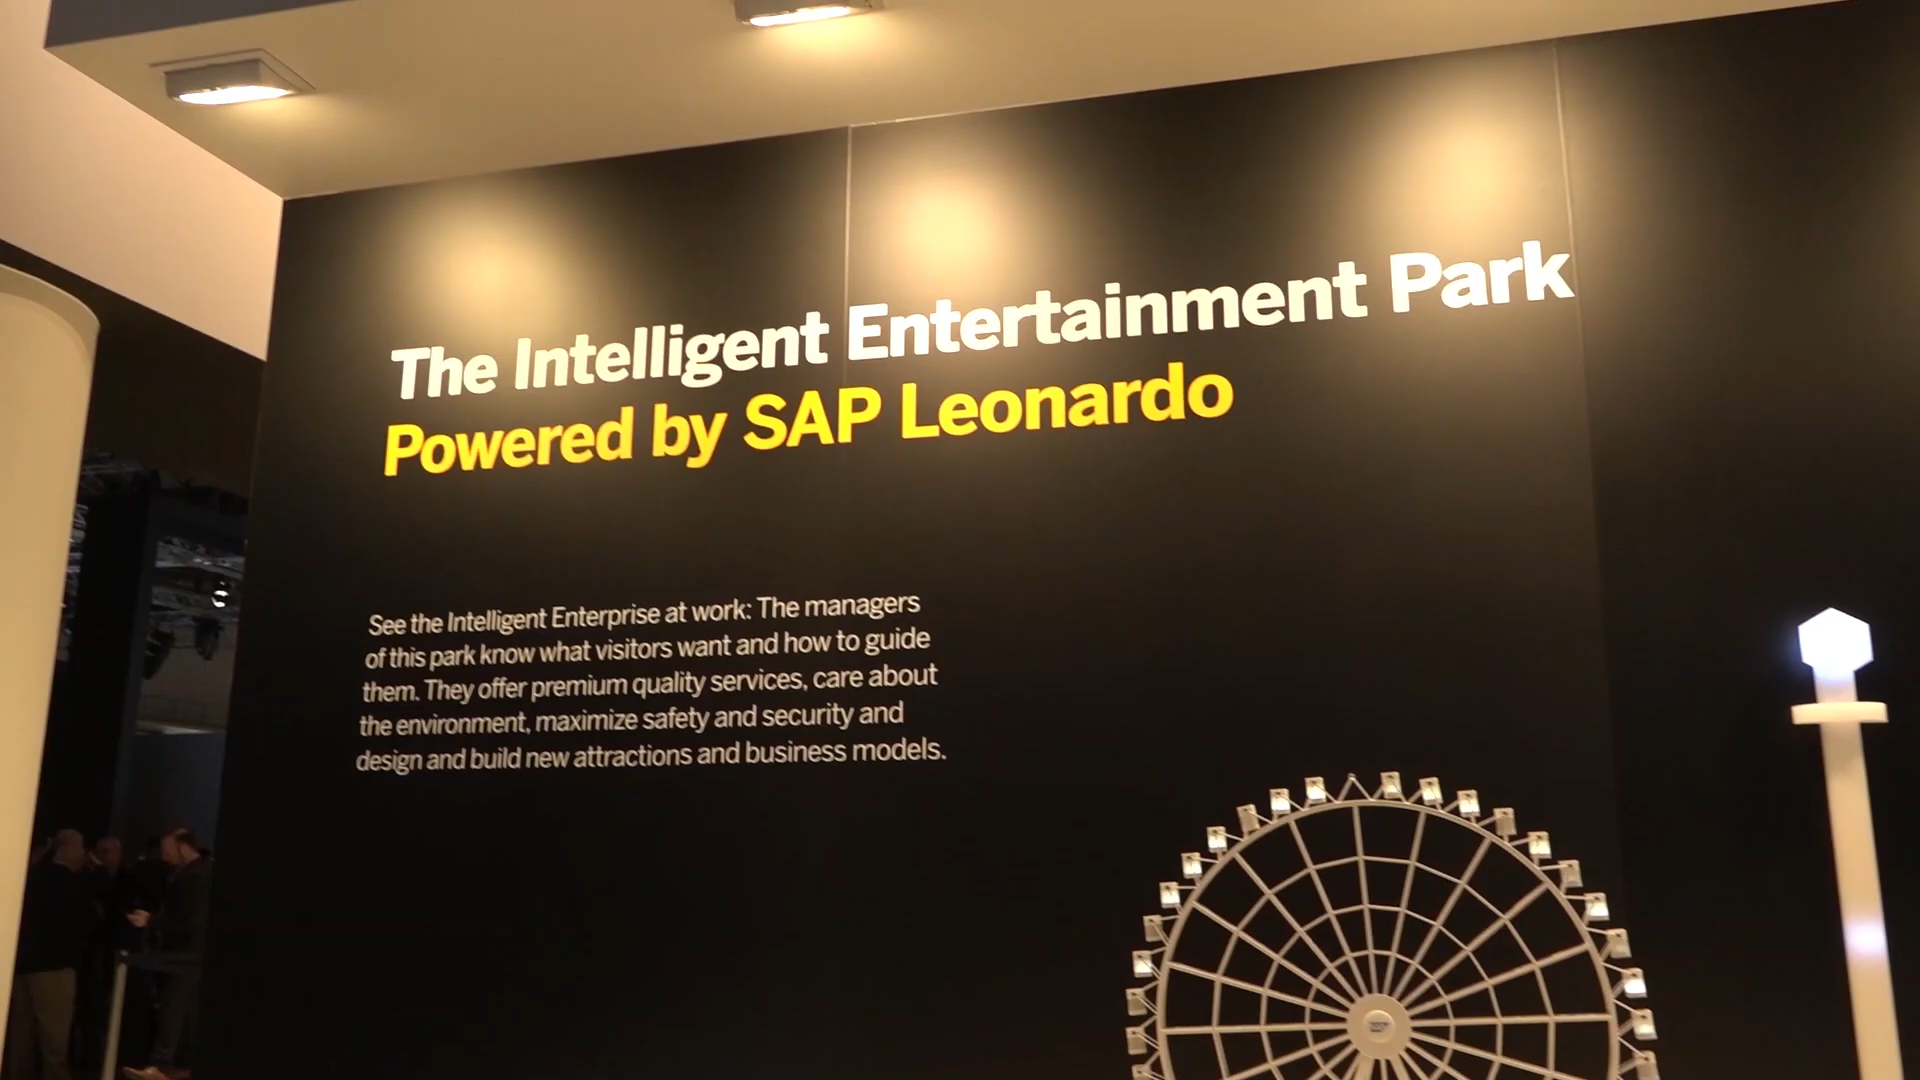 The Intelligent Entertainment Park
Powered by SAP Leonardo
See the Intelligent Enterprise at work: The managers
of this park know what visitors want and how to guide
them. They offer premium quality services, care about
the environment, maximize safety and security and
design and build new attractions and business models.